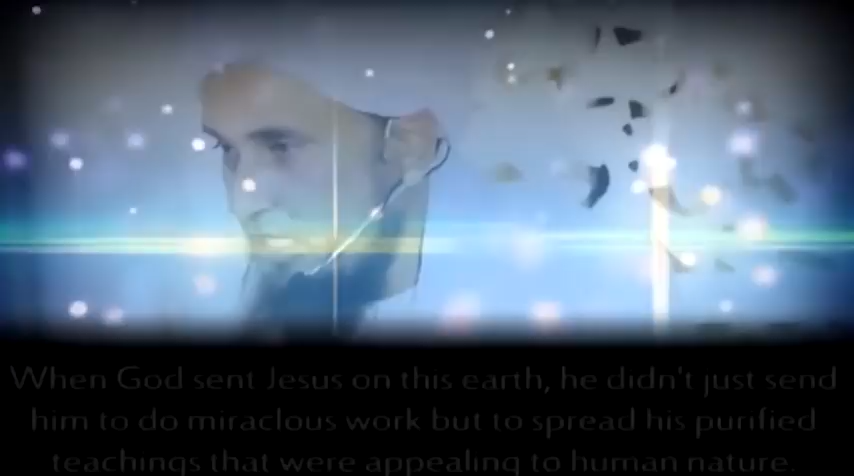 When God sent Jesus on this earth, he didn't just send
him to do miraclous work but to spread his purified
teachings that were appealing to human nature.